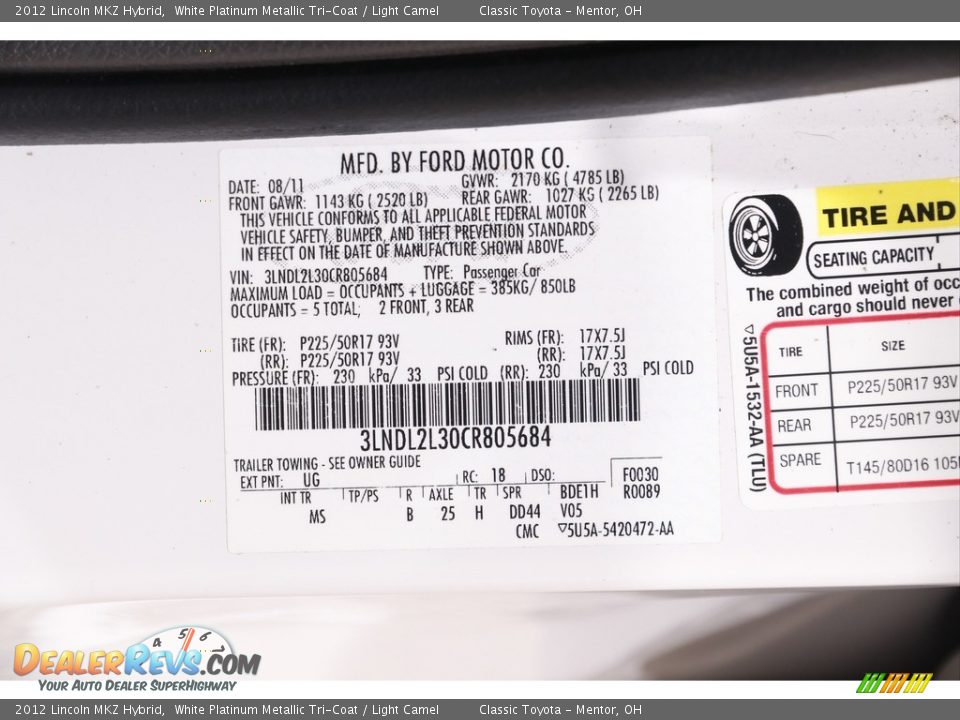 2012 Lincoln MKZ Hybrid, White Platinum Metallic Tri-Coat / Light Camel Classic Toyota - Mentor, OH
MFD. BY FORD MOTOR CO.
DATE: 08/11 GVWR: 2170 KG ( 4785 LB)
FRONT GAWR: 1143 KG ( 2520 LB) REAR GAWR: 1027 KG ( 2265 LB)
THIS VEHICLE CONFORMS TO ALL APPLICABLE FEDERAL MOTOR
VEHICLE SAFETY, BUMPER, AND THEFT PREVENTION STANDARDS
IN EFFECT ON THE DATE OF MANUFACTURE SHOWN ABOVE.
VIN: 3LNDL2L30CR805684 TYPE: Passenger Car
MAXIMUM LOAD = OCCUPANTS + LUGGAGE = 385KG/ 850LB
OCCUPANTS = 5 TOTAL; 2 FRONT, 3 REAR
TIRE (FR): P225/50R17 93V RIMS (FR): 17X7.5J
(RR): P225/50R17 93V (RR): 17X7.5J
PRESSURE (FR): 230 kPa/ 33 PSI COLD (RR): 230 kPa/ 33 PSI COLD
3LNDL2L30CR805684
TRAILER TOWING - SEE OWNER GUIDE
EXT PNT: UG RC: 18 DSO: F0030
INT TR TP/PS R AXLE TR SPR BDE1H R0089
MS B 25 H DD44 V05
CMC ▽5U5A-5420472-AA
TIRE AND
SEATING CAPACITY
The combined weight of occ
and cargo should never
▽5U5A-1532-AA (TLU)
TIRE SIZE
FRONT P225/50R17 93V
REAR P225/50R17 93V
SPARE T145/80D16 105
4 5 6
DEALERREVS.COM
YOUR AUTO DEALER SUPERHIGHWAY
2012 Lincoln MKZ Hybrid, White Platinum Metallic Tri-Coat / Light Camel Classic Toyota - Mentor, OH